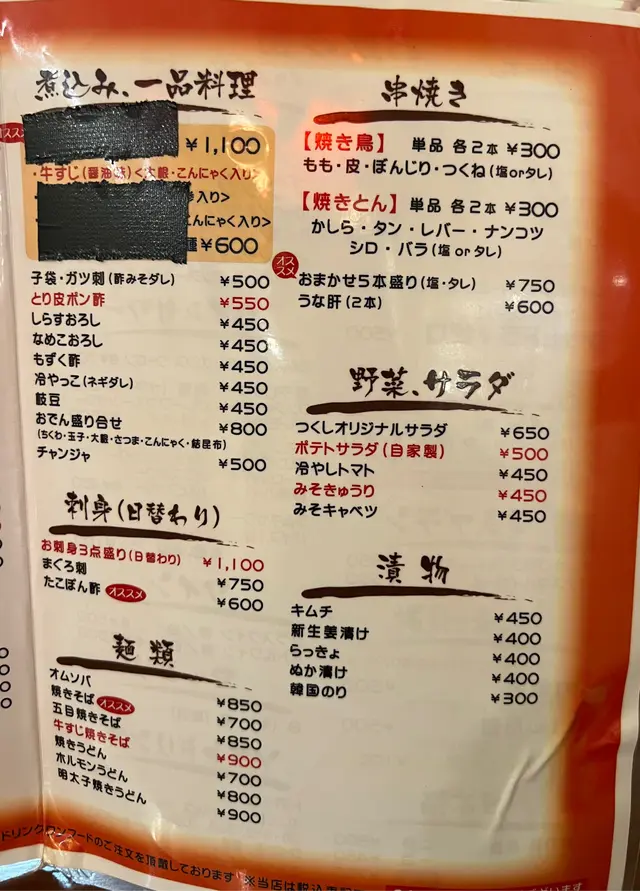 煮込み、一品料理
オススメ
¥1,100
・牛すじ(醤油味)<大根・こんにゃく入り>
入り>
こんにゃく入り>
種¥600
子袋・ガツ刺(酢みそダレ) ¥500
とり皮ポン酢 ¥550
しらすおろし ¥450
なめこおろし ¥450
もずく酢 ¥450
冷やっこ(ネギダレ) ¥450
枝豆 ¥450
おでん盛り合せ ¥800
(ちくわ・玉子・大根・さつま・こんにゃく・結昆布)
チャンジャ ¥500
刺身(日替わり)
お刺身3点盛り(日替わり) ¥1,100
まぐろ刺 ¥750
たこぽん酢 オススメ ¥600
麺類
オムソバ ¥850
焼きそば オススメ ¥700
五目焼きそば ¥850
牛すじ焼きそば ¥900
焼きうどん ¥700
ホルモンうどん ¥800
明太子焼きうどん ¥900
串焼き
【焼き鳥】 単品 各2本 ¥300
もも・皮・ぼんじり・つくね(塩orタレ)
【焼きとん】 単品 各2本 ¥300
かしら・タン・レバー・ナンコツ
シロ・バラ(塩orタレ)
オススメ
おまかせ5本盛り(塩・タレ) ¥750
うな肝(2本) ¥600
野菜、サラダ
つくしオリジナルサラダ ¥650
ポテトサラダ(自家製) ¥500
冷やしトマト ¥450
みそきゅうり ¥450
みそキャベツ ¥450
漬物
キムチ ¥450
新生姜漬け ¥400
らっきょ ¥400
ぬか漬け ¥400
韓国のり ¥300
ドリンクワンフードのご注文を頂戴しております ※当店は税込